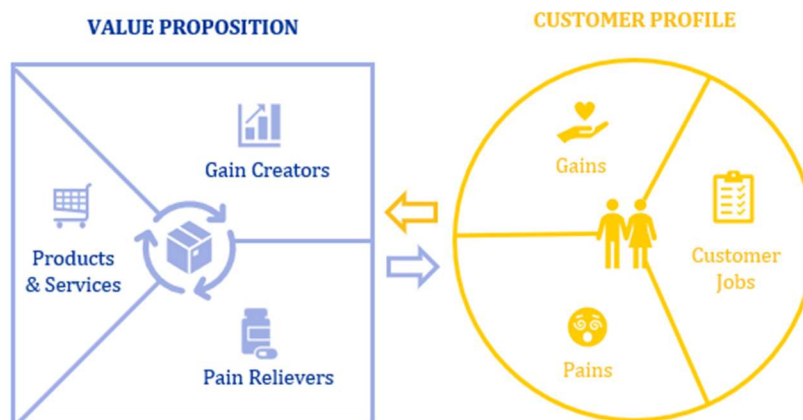 VALUE PROPOSITION
Gain Creators
Products
& Services
Pain Relievers
CUSTOMER PROFILE
Gains
Customer
Jobs
Pains